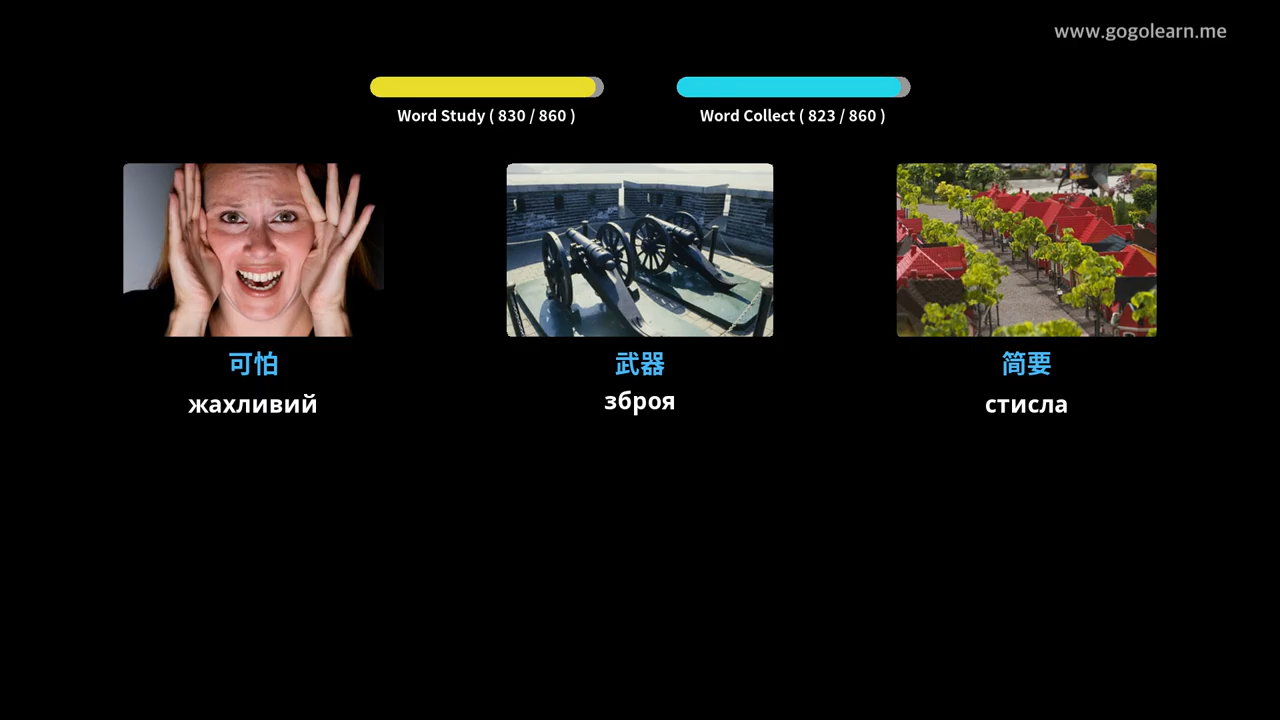 www.gogolearn.me
Word Study ( 830 / 860 )
Word Collect ( 823 / 860 )
可怕
武器
简要
жахливий
зброя
стисла